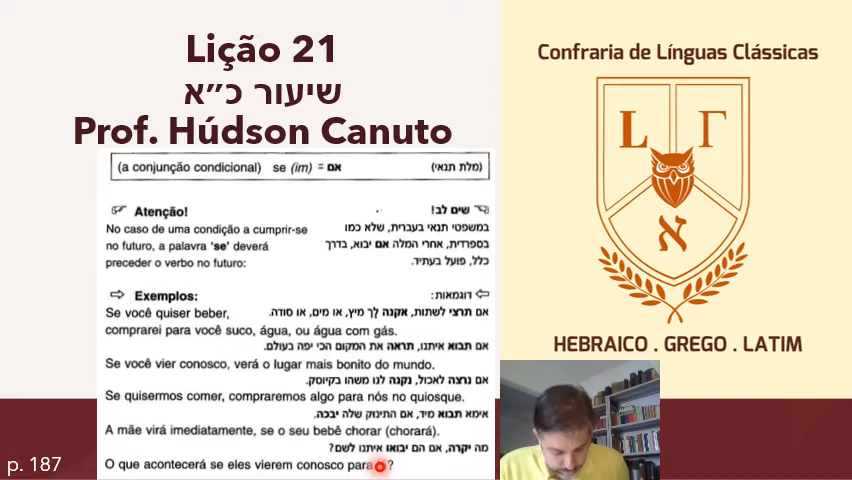 Lição 21
שיעור כ״א
Prof. Húdson Canuto
(a conjunção condicional) se (im) = אם (מלת תנאי)
Atenção!
No caso de uma condição a cumprir-se
no futuro, a palavra 'se' deverá
preceder o verbo no futuro:
שים לב!
במשפטי תנאי בעברית, שלא כמו
בספרדית, אחרי המלה אם יבוא, בדרך
כלל, פועל בעתיד.
Exemplos:
דוגמאות:
Se você quiser beber,
אם תרצי לשתות, אקנה לך מיץ, או מים, או סודה.
comprarei para você suco, água, ou água com gás.
אם תבוא איתנו, תראה את המקום הכי יפה בעולם.
Se você vier conosco, verá o lugar mais bonito do mundo.
אם נרצה לאכול, נקנה לנו משהו בקיוסק.
Se quisermos comer, compraremos algo para nós no quiosque.
אימא תבוא מיד, אם התינוק שלה יבכה.
A mãe virá imediatamente, se o seu bebê chorar (chorará).
מה יקרה, אם הם יבואו איתנו לשם?
O que acontecerá se eles vierem conosco para ?
p. 187
Confraria de Línguas Clássicas
L Γ
א
HEBRAICO . GREGO . LATIM